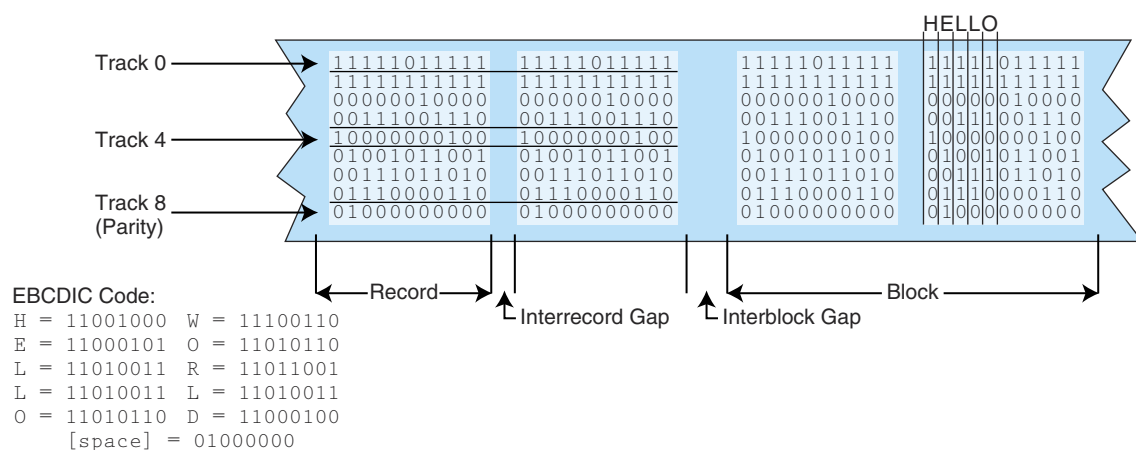 HELLO
Track 0 11111011111 11111011111 11111011111 11111011111
11111111111 11111111111 11111111111 11111111111
00000010000 00000010000 00000010000 00000010000
00111001110 00111001110 00111001110 00111001110
Track 4 10000000100 10000000100 10000000100 10000000100
01001011001 01001011001 01001011001 01001011001
00111011010 00111011010 00111011010 00111011010
01110000110 01110000110 01110000110 01110000110
Track 8 01000000000 01000000000 01000000000 01000000000
(Parity)
Record Block
Interrecord Gap Interblock Gap
EBCDIC Code:
H = 11001000 W = 11100110
E = 11000101 O = 11010110
L = 11010011 R = 11011001
L = 11010011 L = 11010011
O = 11010110 D = 11000100
[space] = 01000000